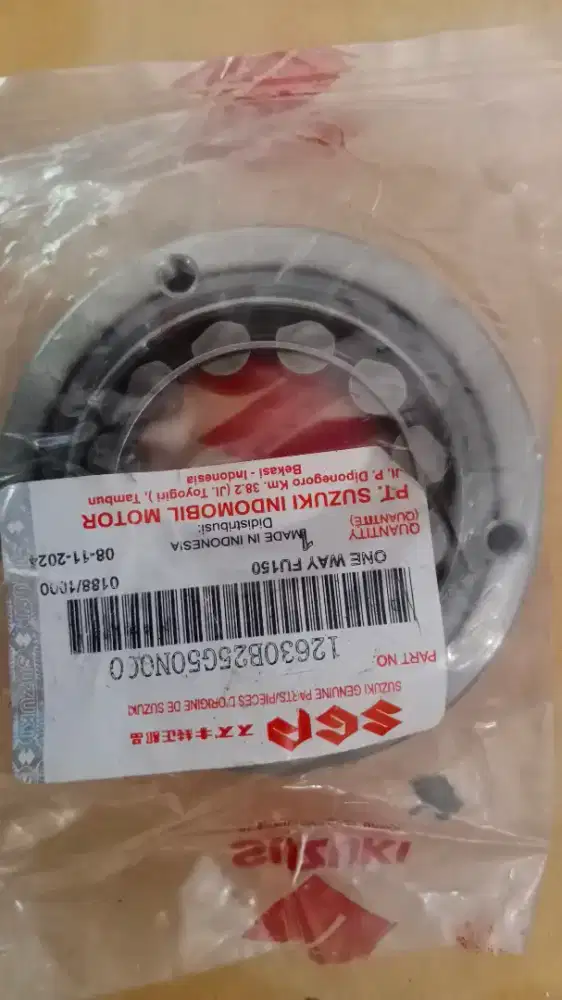 SGP スズキ純正部品
SUZUKI GENUINE PARTS/PIECES D'ORIGINE DE SUZUKI
PART NO.
12630B25G50N000
ONE WAY FU150
0188/1000
QUANTITY
(QUANTITE)
1
MADE IN INDONESIA
08-11-2024
Didistribusi:
PT. SUZUKI INDOMOBIL MOTOR
Jl. P. Diponegoro Km. 38.2 (Jl. Toyogiri ), Tambun
Bekasi - Indonesia
SUZUKI
SUZUKI